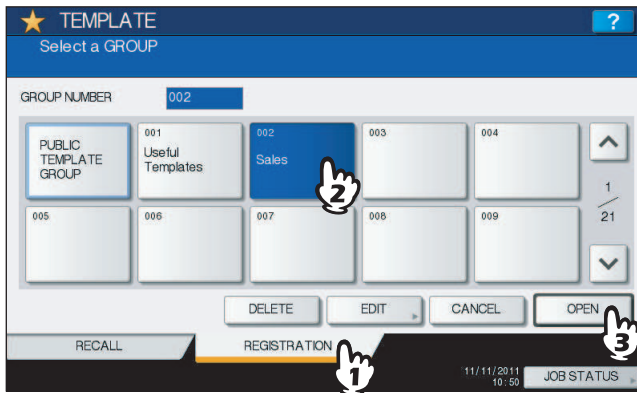 TEMPLATE
?
Select a GROUP
GROUP NUMBER 002
PUBLIC
TEMPLATE
GROUP
001
Useful
Templates
002
Sales
003
004
1
21
005
006
007
008
009
2
DELETE
EDIT
CANCEL
OPEN
3
RECALL
REGISTRATION
1
11/11/2011
10:50
JOB STATUS